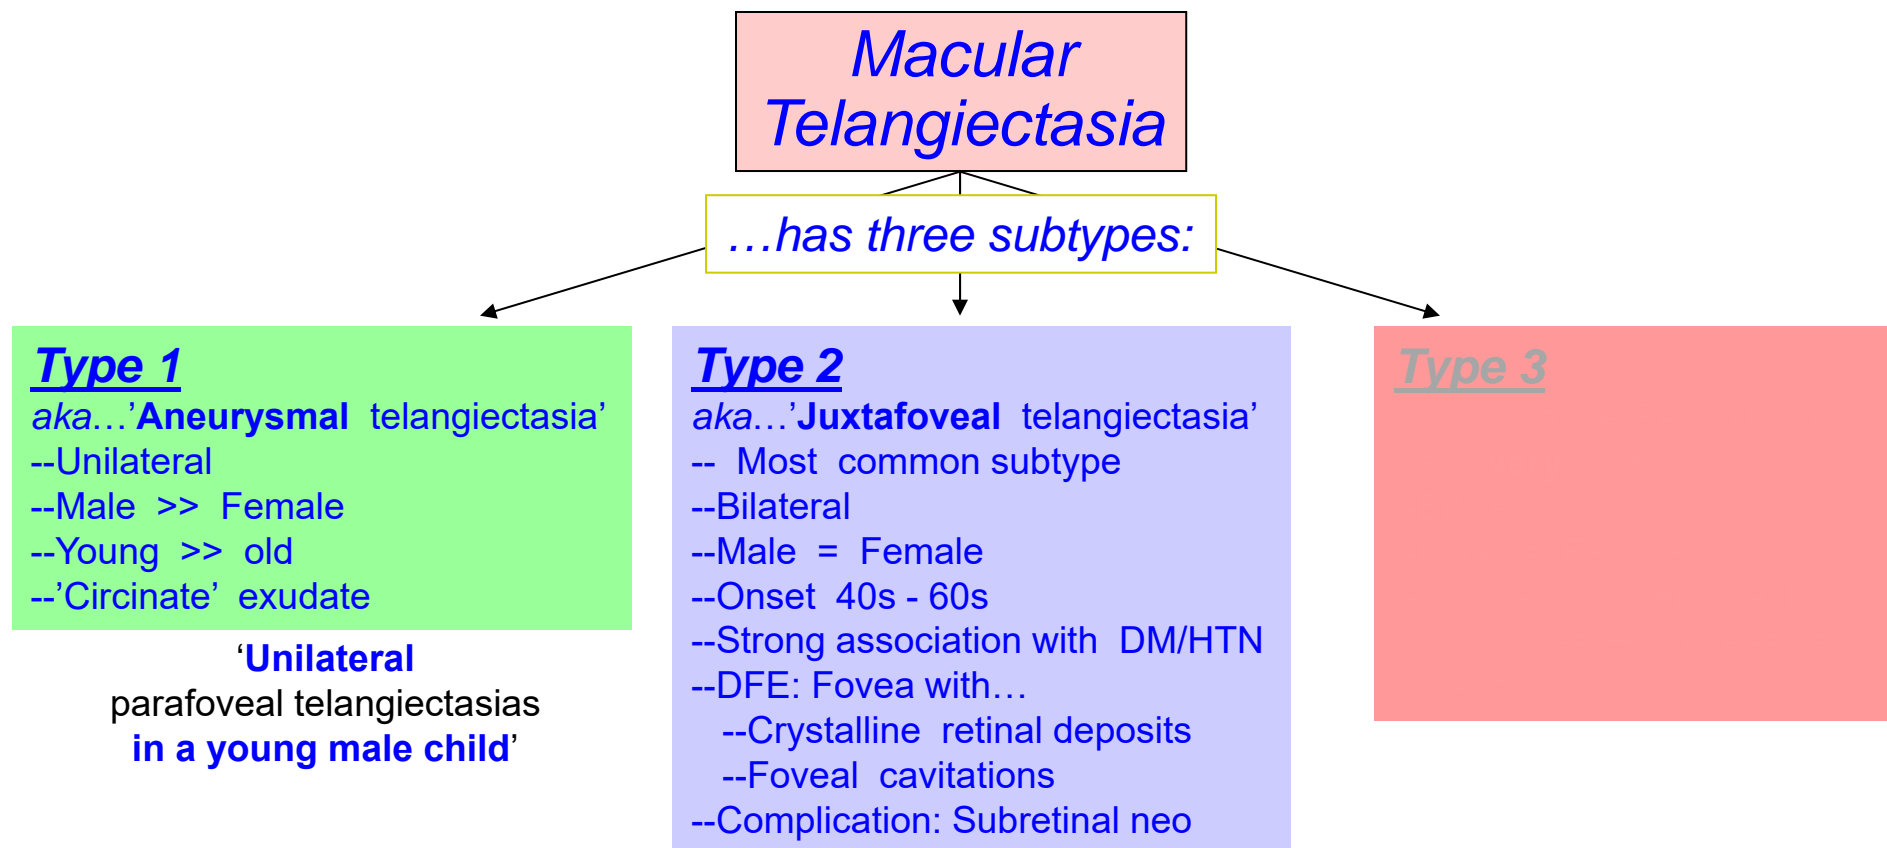 Macular
Telangiectasia
…has three subtypes:
Type 1
aka…’Aneurysmal telangiectasia’
--Unilateral
--Male >> Female
--Young >> old
--’Circinate’ exudate
‘Unilateral
parafoveal telangiectasias
in a young male child’
Type 2
aka…’Juxtafoveal telangiectasia’
-- Most common subtype
--Bilateral
--Male = Female
--Onset 40s - 60s
--Strong association with DM/HTN
--DFE: Fovea with…
--Crystalline retinal deposits
--Foveal cavitations
--Complication: Subretinal neo
Type 3